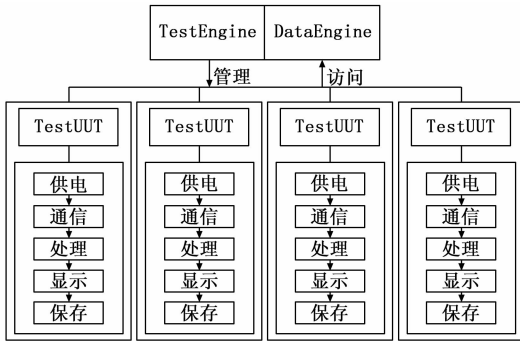 TestEngine DataEngine
管理 访问
TestUUT TestUUT TestUUT TestUUT
供电 供电 供电 供电
通信 通信 通信 通信
处理 处理 处理 处理
显示 显示 显示 显示
保存 保存 保存 保存